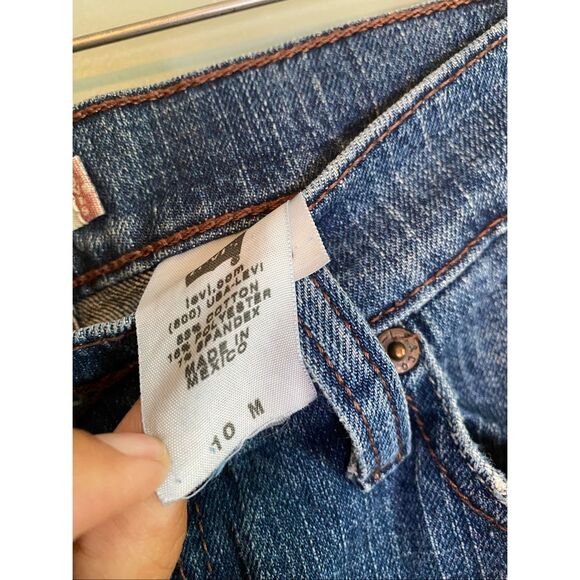 levi.com
(800) USA-LEVI
83% COTTON
16% POLYESTER
1% SPANDEX
MADE IN
MEXICO
10 M